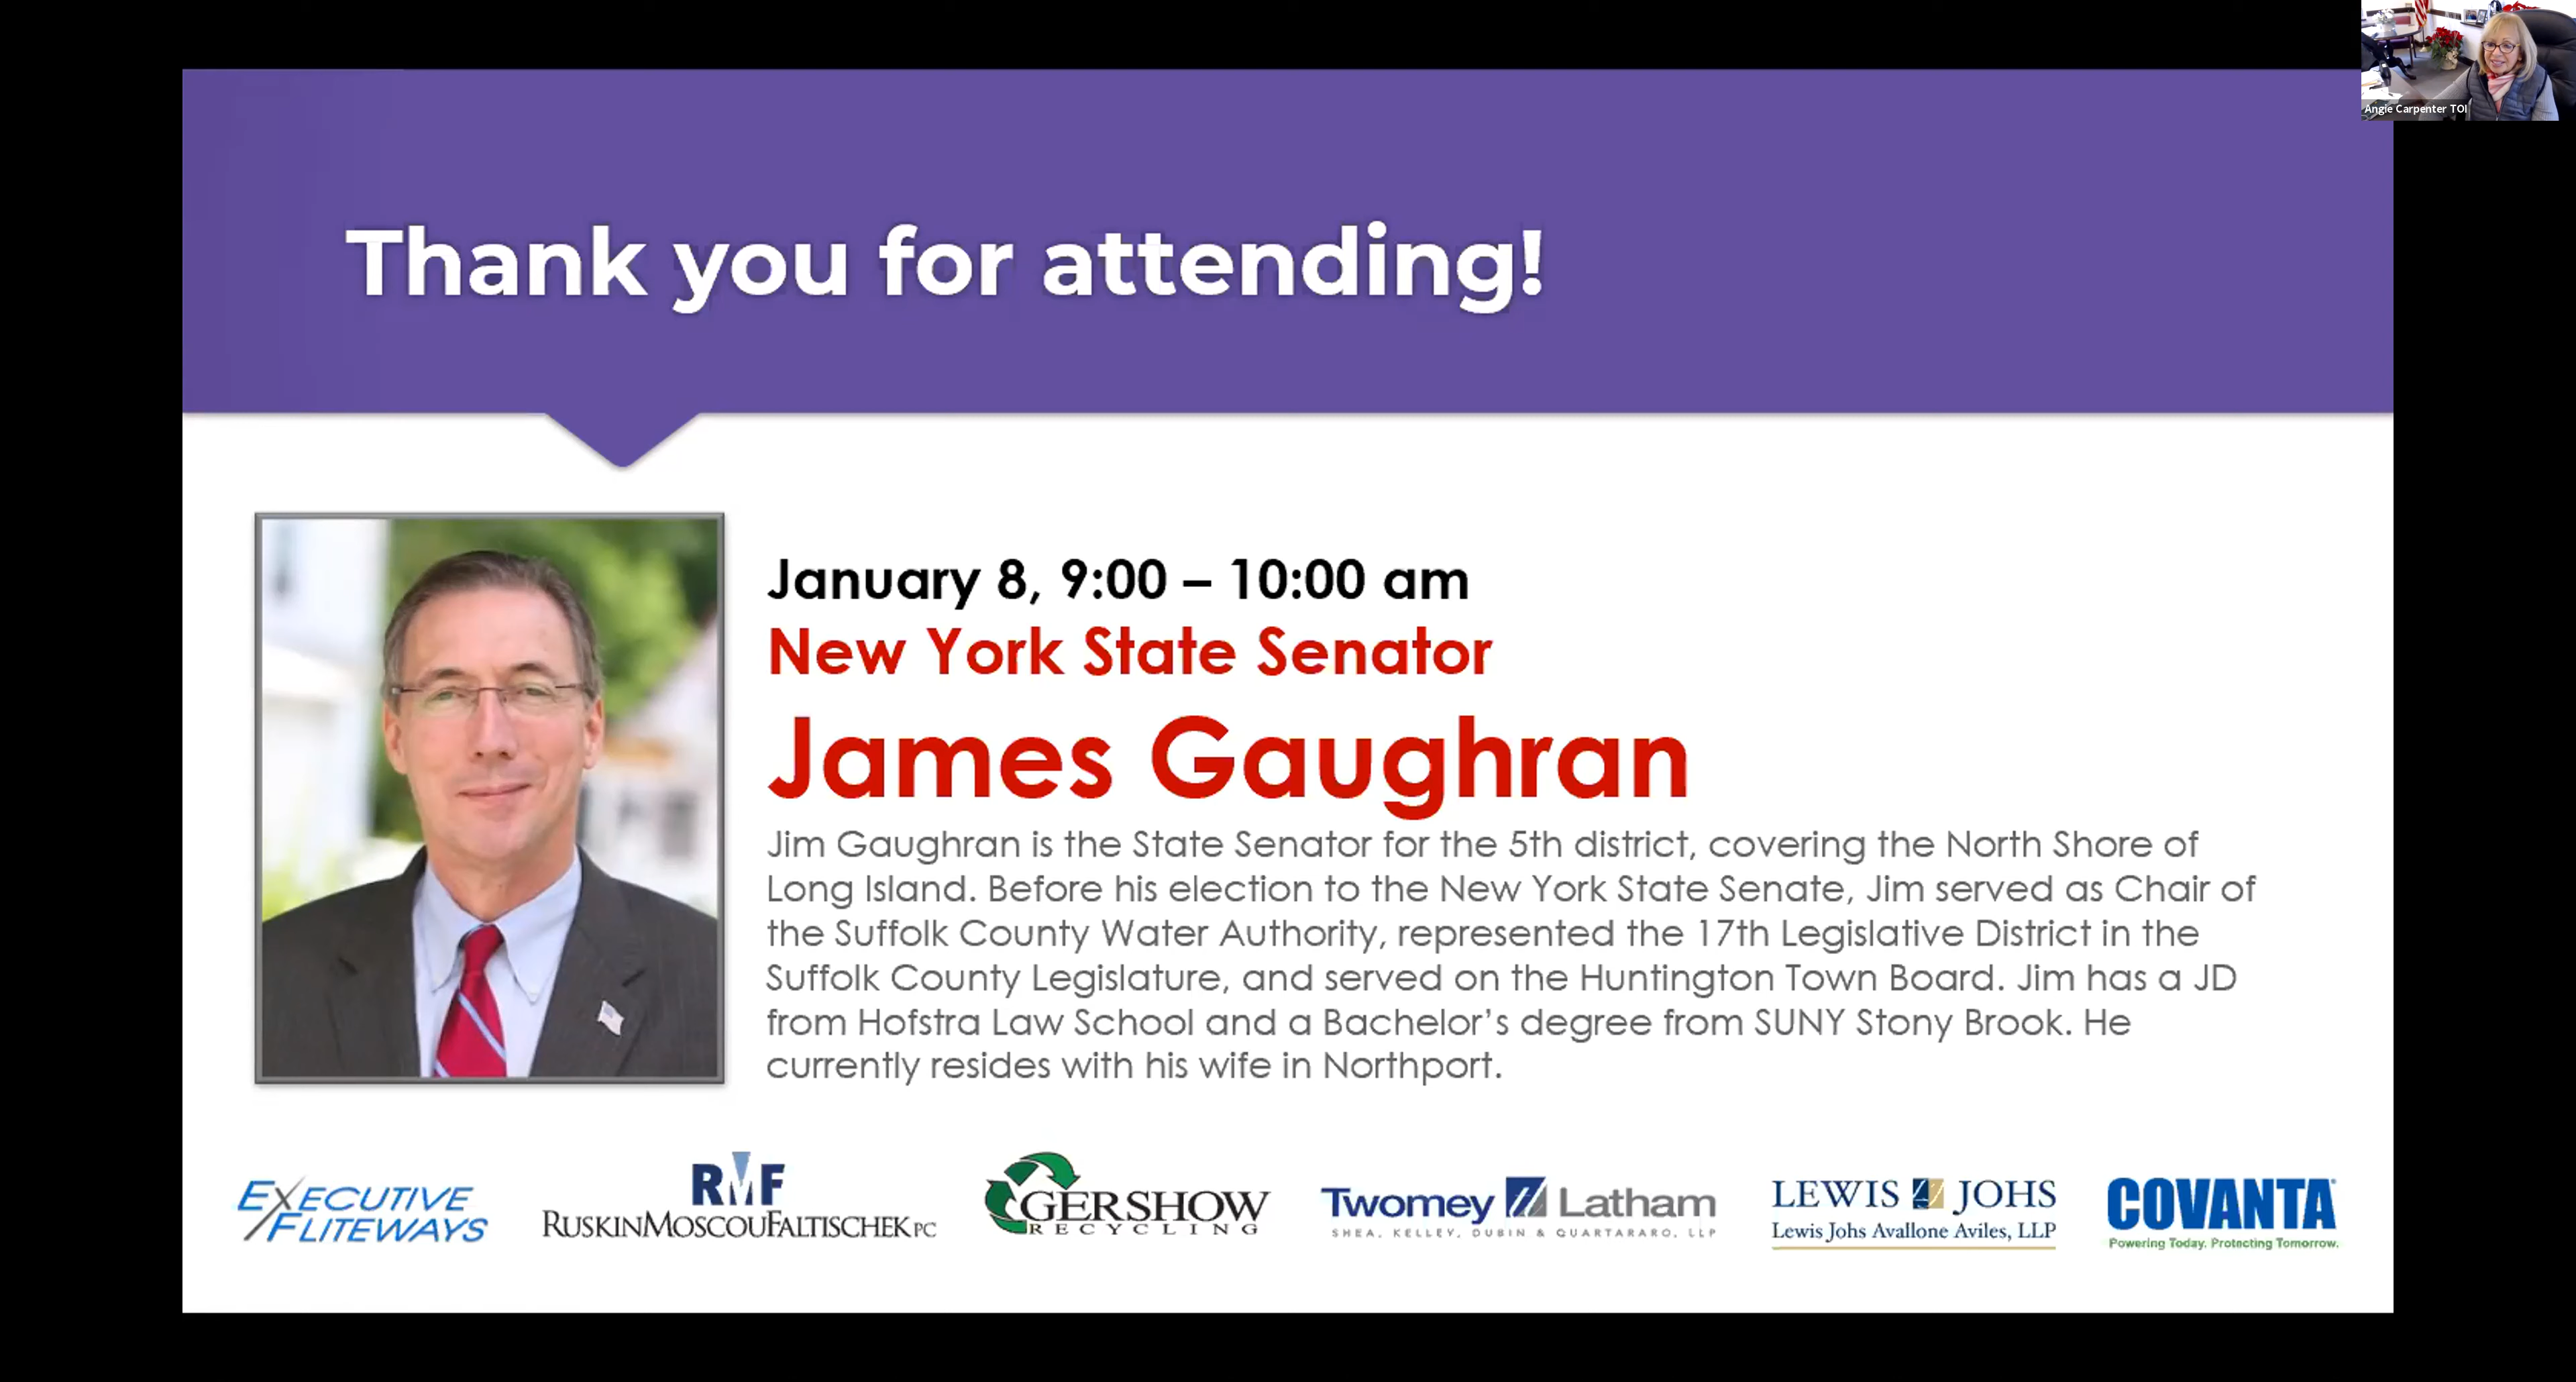 Angie Carpenter TOI
Thank you for attending!
January 8, 9:00 – 10:00 am
New York State Senator
James Gaughran
Jim Gaughran is the State Senator for the 5th district, covering the North Shore of
Long Island. Before his election to the New York State Senate, Jim served as Chair of
the Suffolk County Water Authority, represented the 17th Legislative District in the
Suffolk County Legislature, and served on the Huntington Town Board. Jim has a JD
from Hofstra Law School and a Bachelor's degree from SUNY Stony Brook. He
currently resides with his wife in Northport.
EXECUTIVE
FLITEWAYS
RMF
RUSKINMOSCOUFALTISCHEK PC
GERSHOW
RECYCLING
Twomey Latham
SHEA, KELLEY, DUBIN & QUARTARARO, LLP
LEWIS JOHS
Lewis Johs Avallone Aviles, LLP
COVANTA
Powering Today. Protecting Tomorrow.